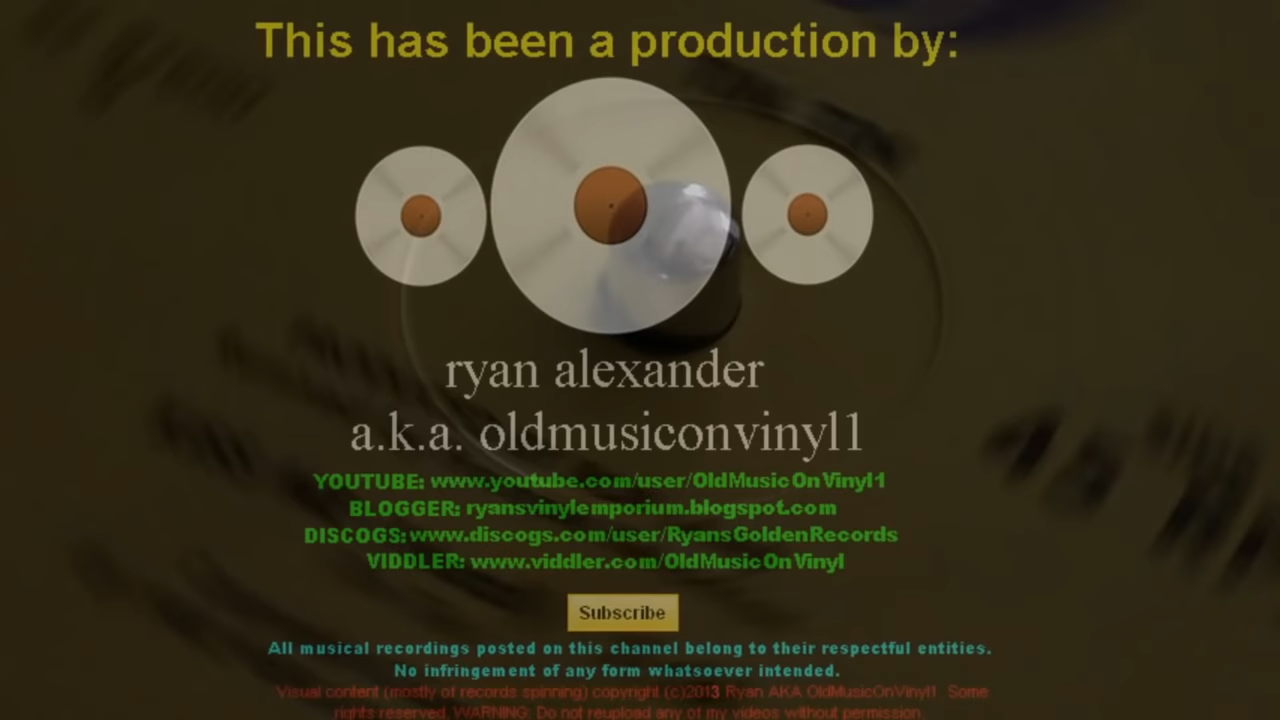 This has been a production by:
ryan alexander
a.k.a. oldmusiconvinyl1
YOUTUBE: www.youtube.com/user/OldMusicOnVinyl1
BLOGGER: ryansvinylemporium.blogspot.com
DISCOGS: www.discogs.com/user/RyansGoldenRecords
VIDDLER: www.viddler.com/OldMusicOnVinyl
Subscribe
All musical recordings posted on this channel belong to their respectful entities.
No infringement of any form whatsoever intended.
Visual content (mostly of records spinning) copyright (c)2013 Ryan AKA OldMusicOnVinyl1. Some
rights reserved. WARNING: Do not reupload any of my videos without permission.